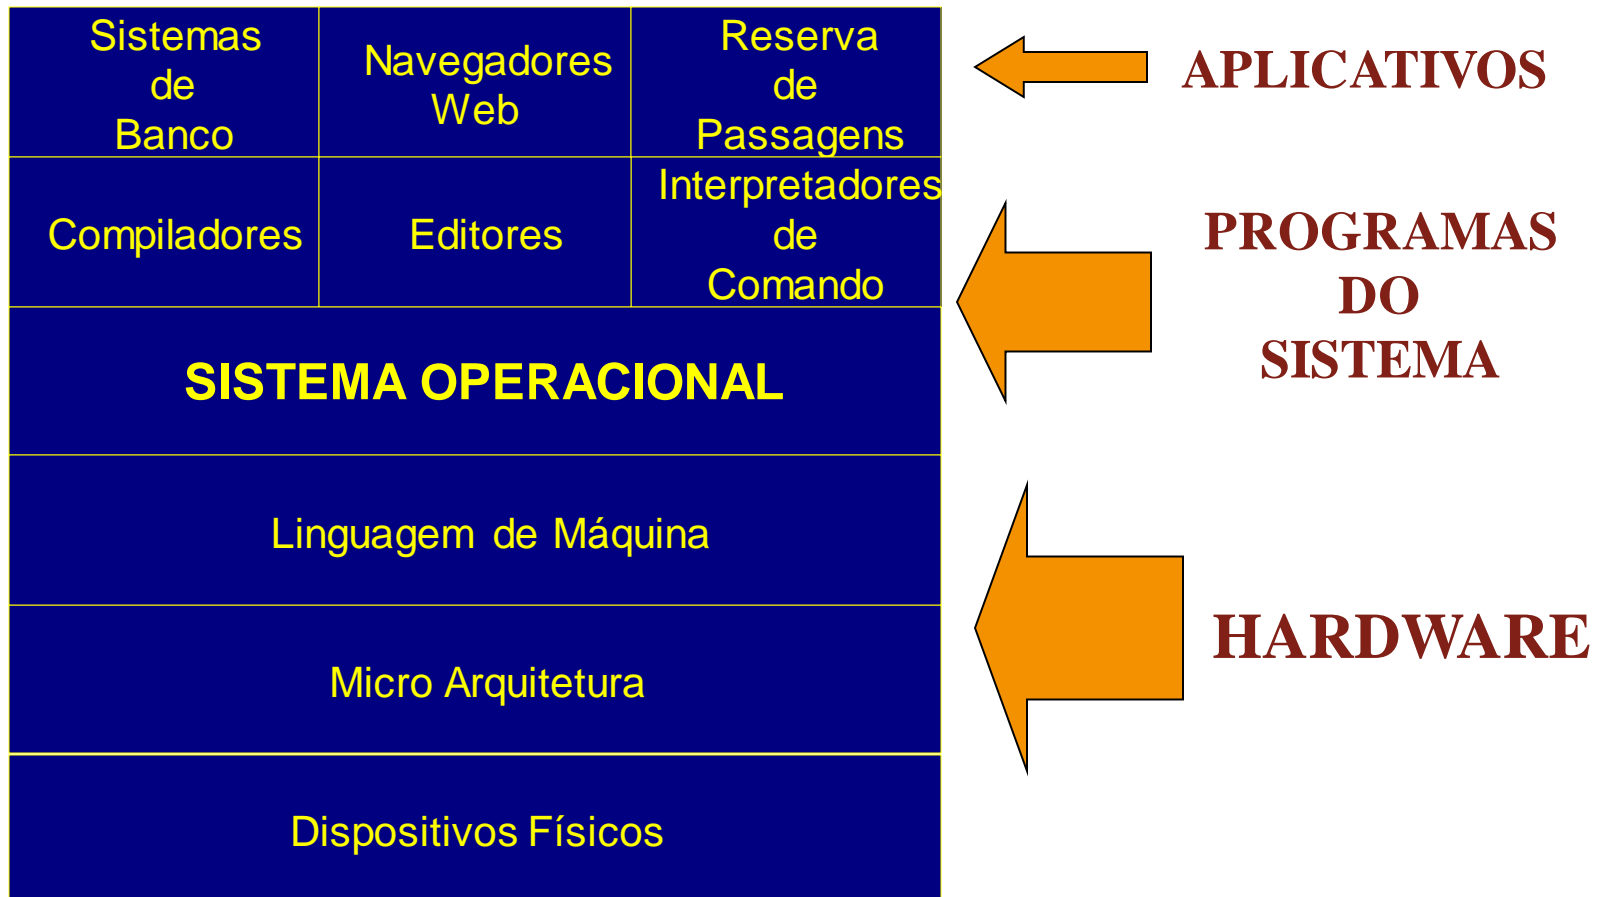 Sistemas
de
Banco
Navegadores
Web
Reserva
de
Passagens
APLICATIVOS
Compiladores
Editores
Interpretadores
de
Comando
PROGRAMAS
DO
SISTEMA
SISTEMA OPERACIONAL
Linguagem de Máquina
Micro Arquitetura
HARDWARE
Dispositivos Físicos